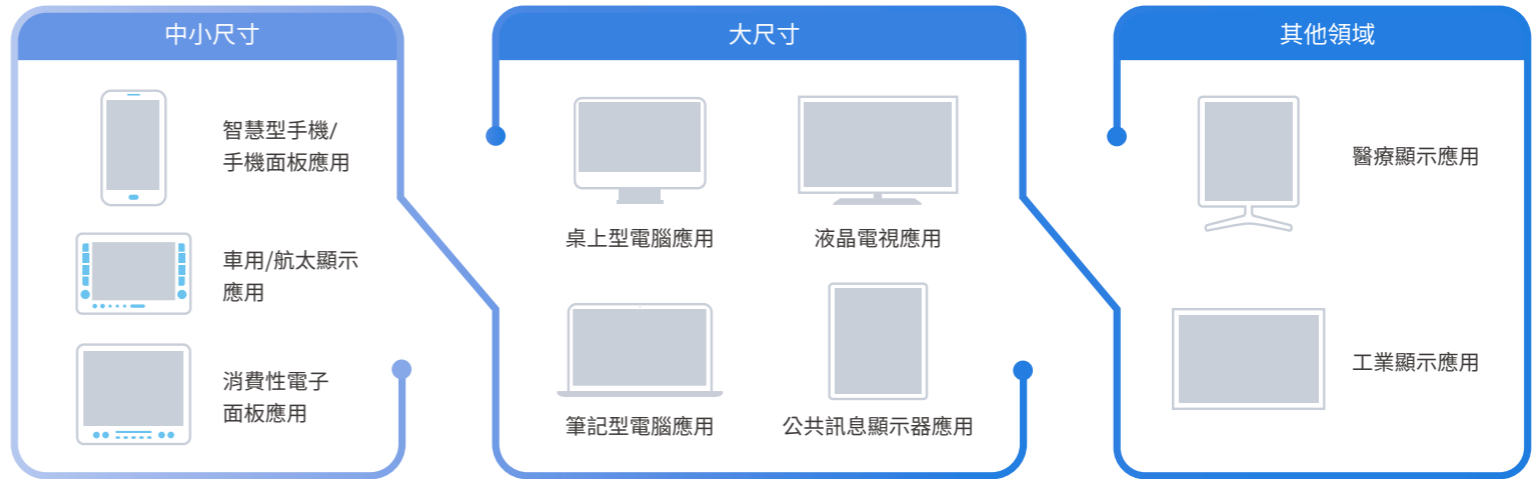 中小尺寸
智慧型手機/
手機面板應用
車用/航太顯示
應用
消費性電子
面板應用
大尺寸
桌上型電腦應用
液晶電視應用
筆記型電腦應用
公共訊息顯示器應用
其他領域
醫療顯示應用
工業顯示應用